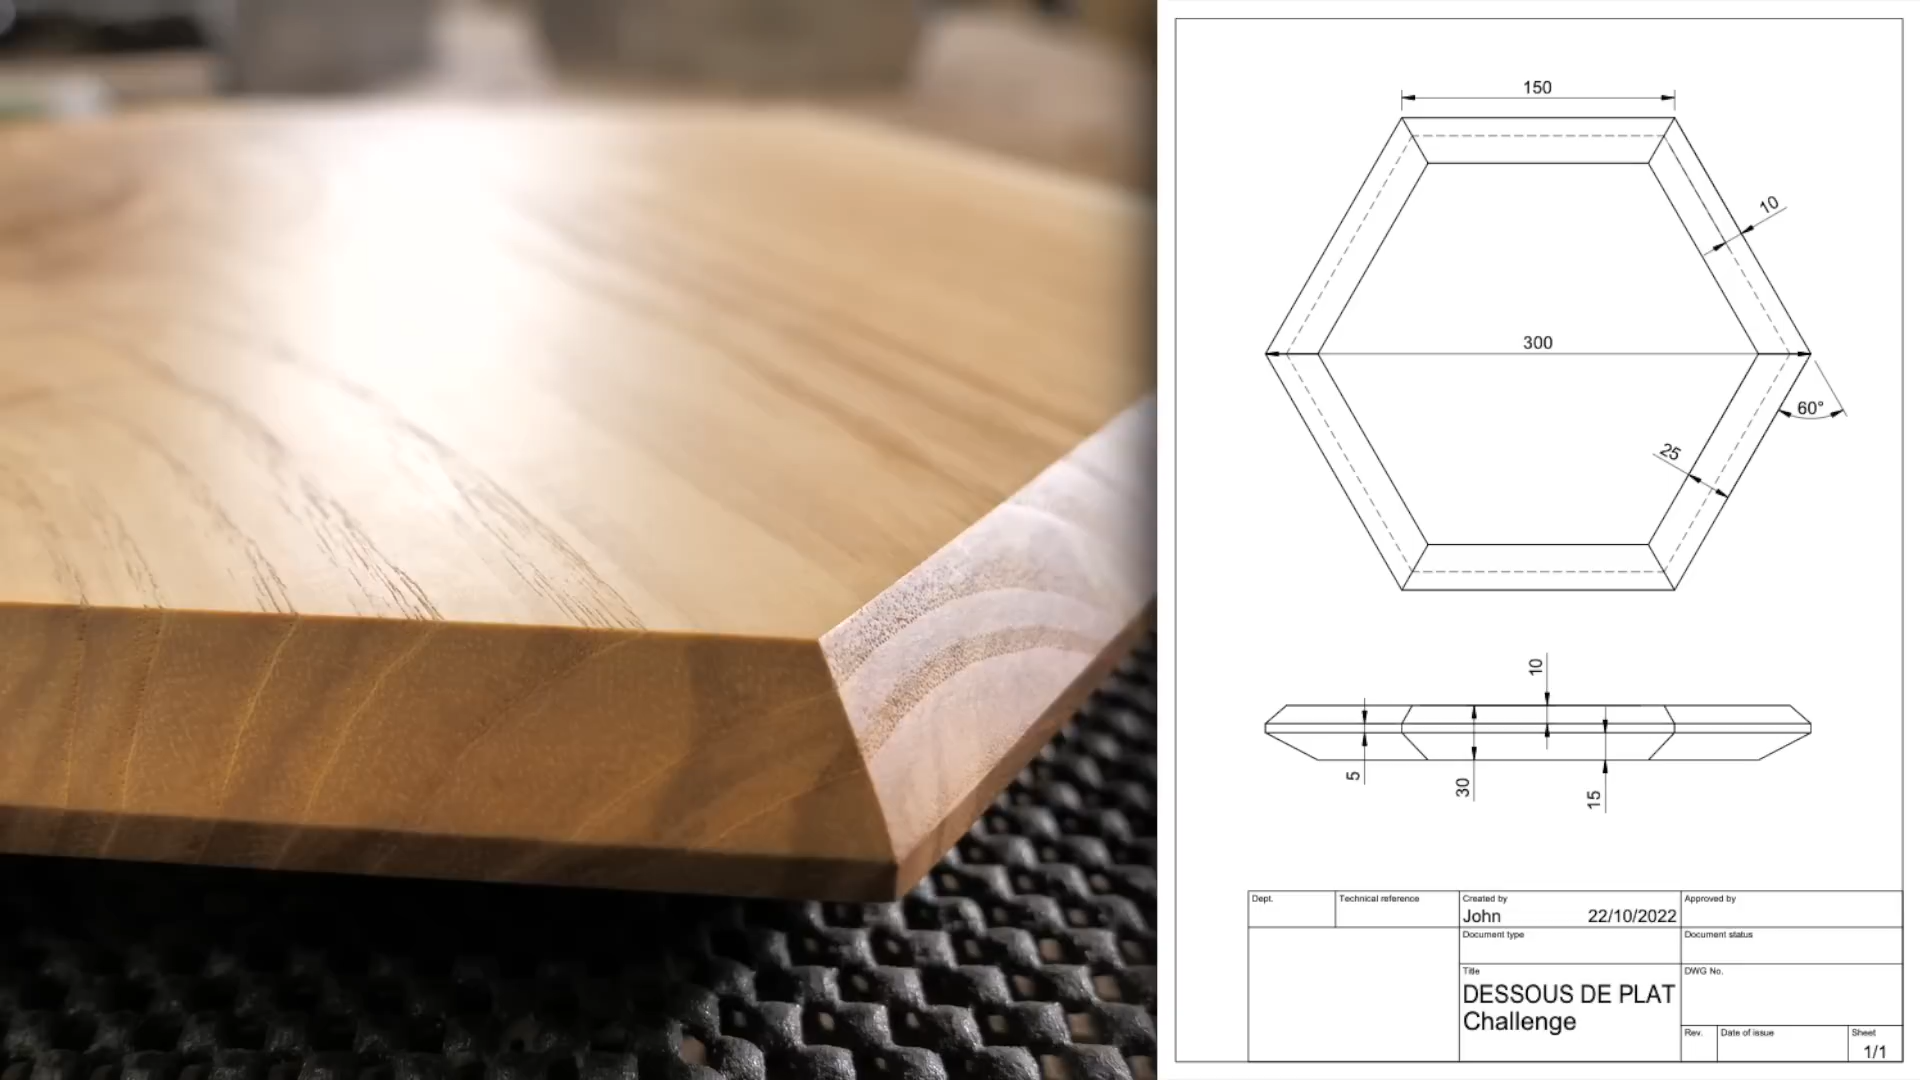 150
10
300
60°
25
10
5
30
15
Dept.
Technical reference
Created by
John 22/10/2022
Approved by
Document type
Document status
Title
DESSOUS DE PLAT
Challenge
DWG No.
Rev.
Date of issue
Sheet
1/1